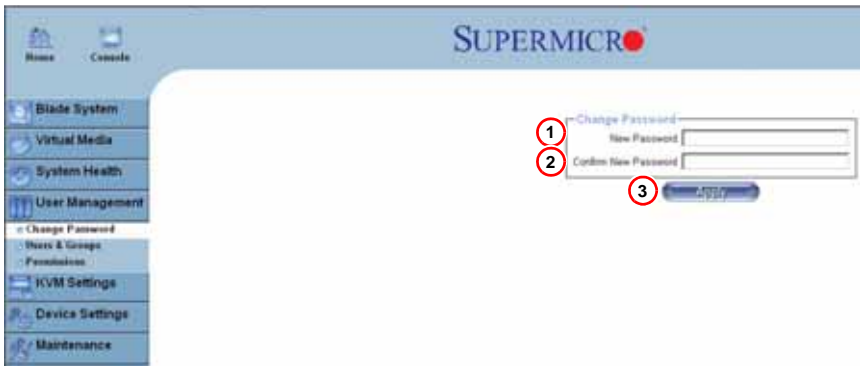 Home Console
SUPERMICR
Blade System
Virtual Media
System Health
User Management
Change Password
Users & Groups
Permissions
KVM Settings
Device Settings
Maintenance
Change Password
1 New Password
2 Confirm New Password
3 Apply